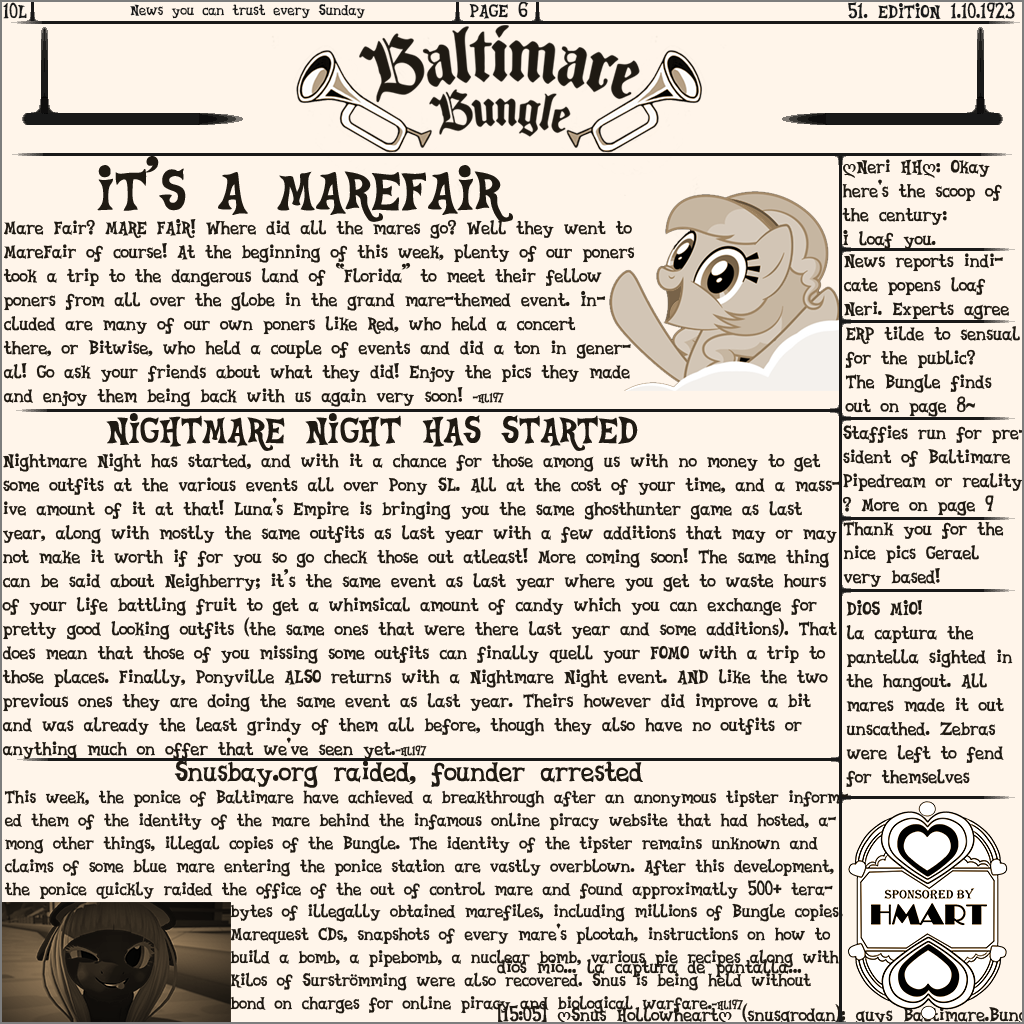 10L
News you can trust every Sunday
PAGE 6
51. EDITION 1.10.1923
Baltimare
Bungle
IT'S A MAREFAIR
Mare Fair? MARE FAIR! Where did all the mares go? Well they went to
MareFair of course! At the beginning of this week, plenty of our poners
took a trip to the dangerous land of "Florida" to meet their fellow
poners from all over the globe in the grand mare-themed event. In-
cluded are many of our own poners like Red, who held a concert
there, or Bitwise, who held a couple of events and did a ton in gener-
al! Go ask your friends about what they did! Enjoy the pics they made
and enjoy them being back with us again very soon! -HL197
NIGHTMARE NIGHT HAS STARTED
Nightmare Night has started, and with it a chance for those among us with no money to get
some outfits at the various events all over Pony SL. All at the cost of your time, and a mass-
ive amount of it at that! Luna's Empire is bringing you the same ghosthunter game as last
year, along with mostly the same outfits as last year with a few additions that may or may
not make it worth if for you so go check those out atleast! More coming soon! The same thing
can be said about Neighberry; it's the same event as last year where you get to waste hours
of your life battling fruit to get a whimsical amount of candy which you can exchange for
pretty good looking outfits (the same ones that were there last year and some additions). That
does mean that those of you missing some outfits can finally quell your FOMO with a trip to
those places. Finally, Ponyville ALSO returns with a Nightmare Night event. AND like the two
previous ones they are doing the same event as last year. Theirs however did improve a bit
and was already the least grindy of them all before, though they also have no outfits or
anything much on offer that we've seen yet.-HL197
Snusbay.org raided, founder arrested
This week, the ponice of Baltimare have achieved a breakthrough after an anonymous tipster inform
ed them of the identity of the mare behind the infamous online piracy website that had hosted, a-
mong other things, illegal copies of the Bungle. The identity of the tipster remains unknown and
claims of some blue mare entering the ponice station are vastly overblown. After this development,
the ponice quickly raided the office of the out of control mare and found approximatly 500+ tera-
bytes of illegally obtained marefiles, including millions of Bungle copies,
Marequest CDs, snapshots of every mare's plootah, instructions on how to
build a bomb, a pipebomb, a nuclear bomb, various pie recipes along with
dios mio... la captura de pantalla...
Kilos of Surströmming were also recovered. Snus is being held without
bond on charges for online piracy and biological warfare.-HL197
[15:05] ღSnus Hollowheartღ (snusgrodan): guys Baltimare.Bung
ღNeri HHღ: Okay
here's the scoop of
the century:
i loaf you.
News reports indi-
cate popens loaf
Neri. Experts agree
ERP tilde to sensual
for the public?
The Bungle finds
out on page 8~
Staffies run for pre-
sident of Baltimare
Pipedream or reality
? More on page 9
Thank you for the
nice pics Gerael
very based!
DIOS MIO!
la captura the
pantella sighted in
the hangout. All
mares made it out
unscathed. Zebras
were left to fend
for themselves
SPONSORED BY
HMART